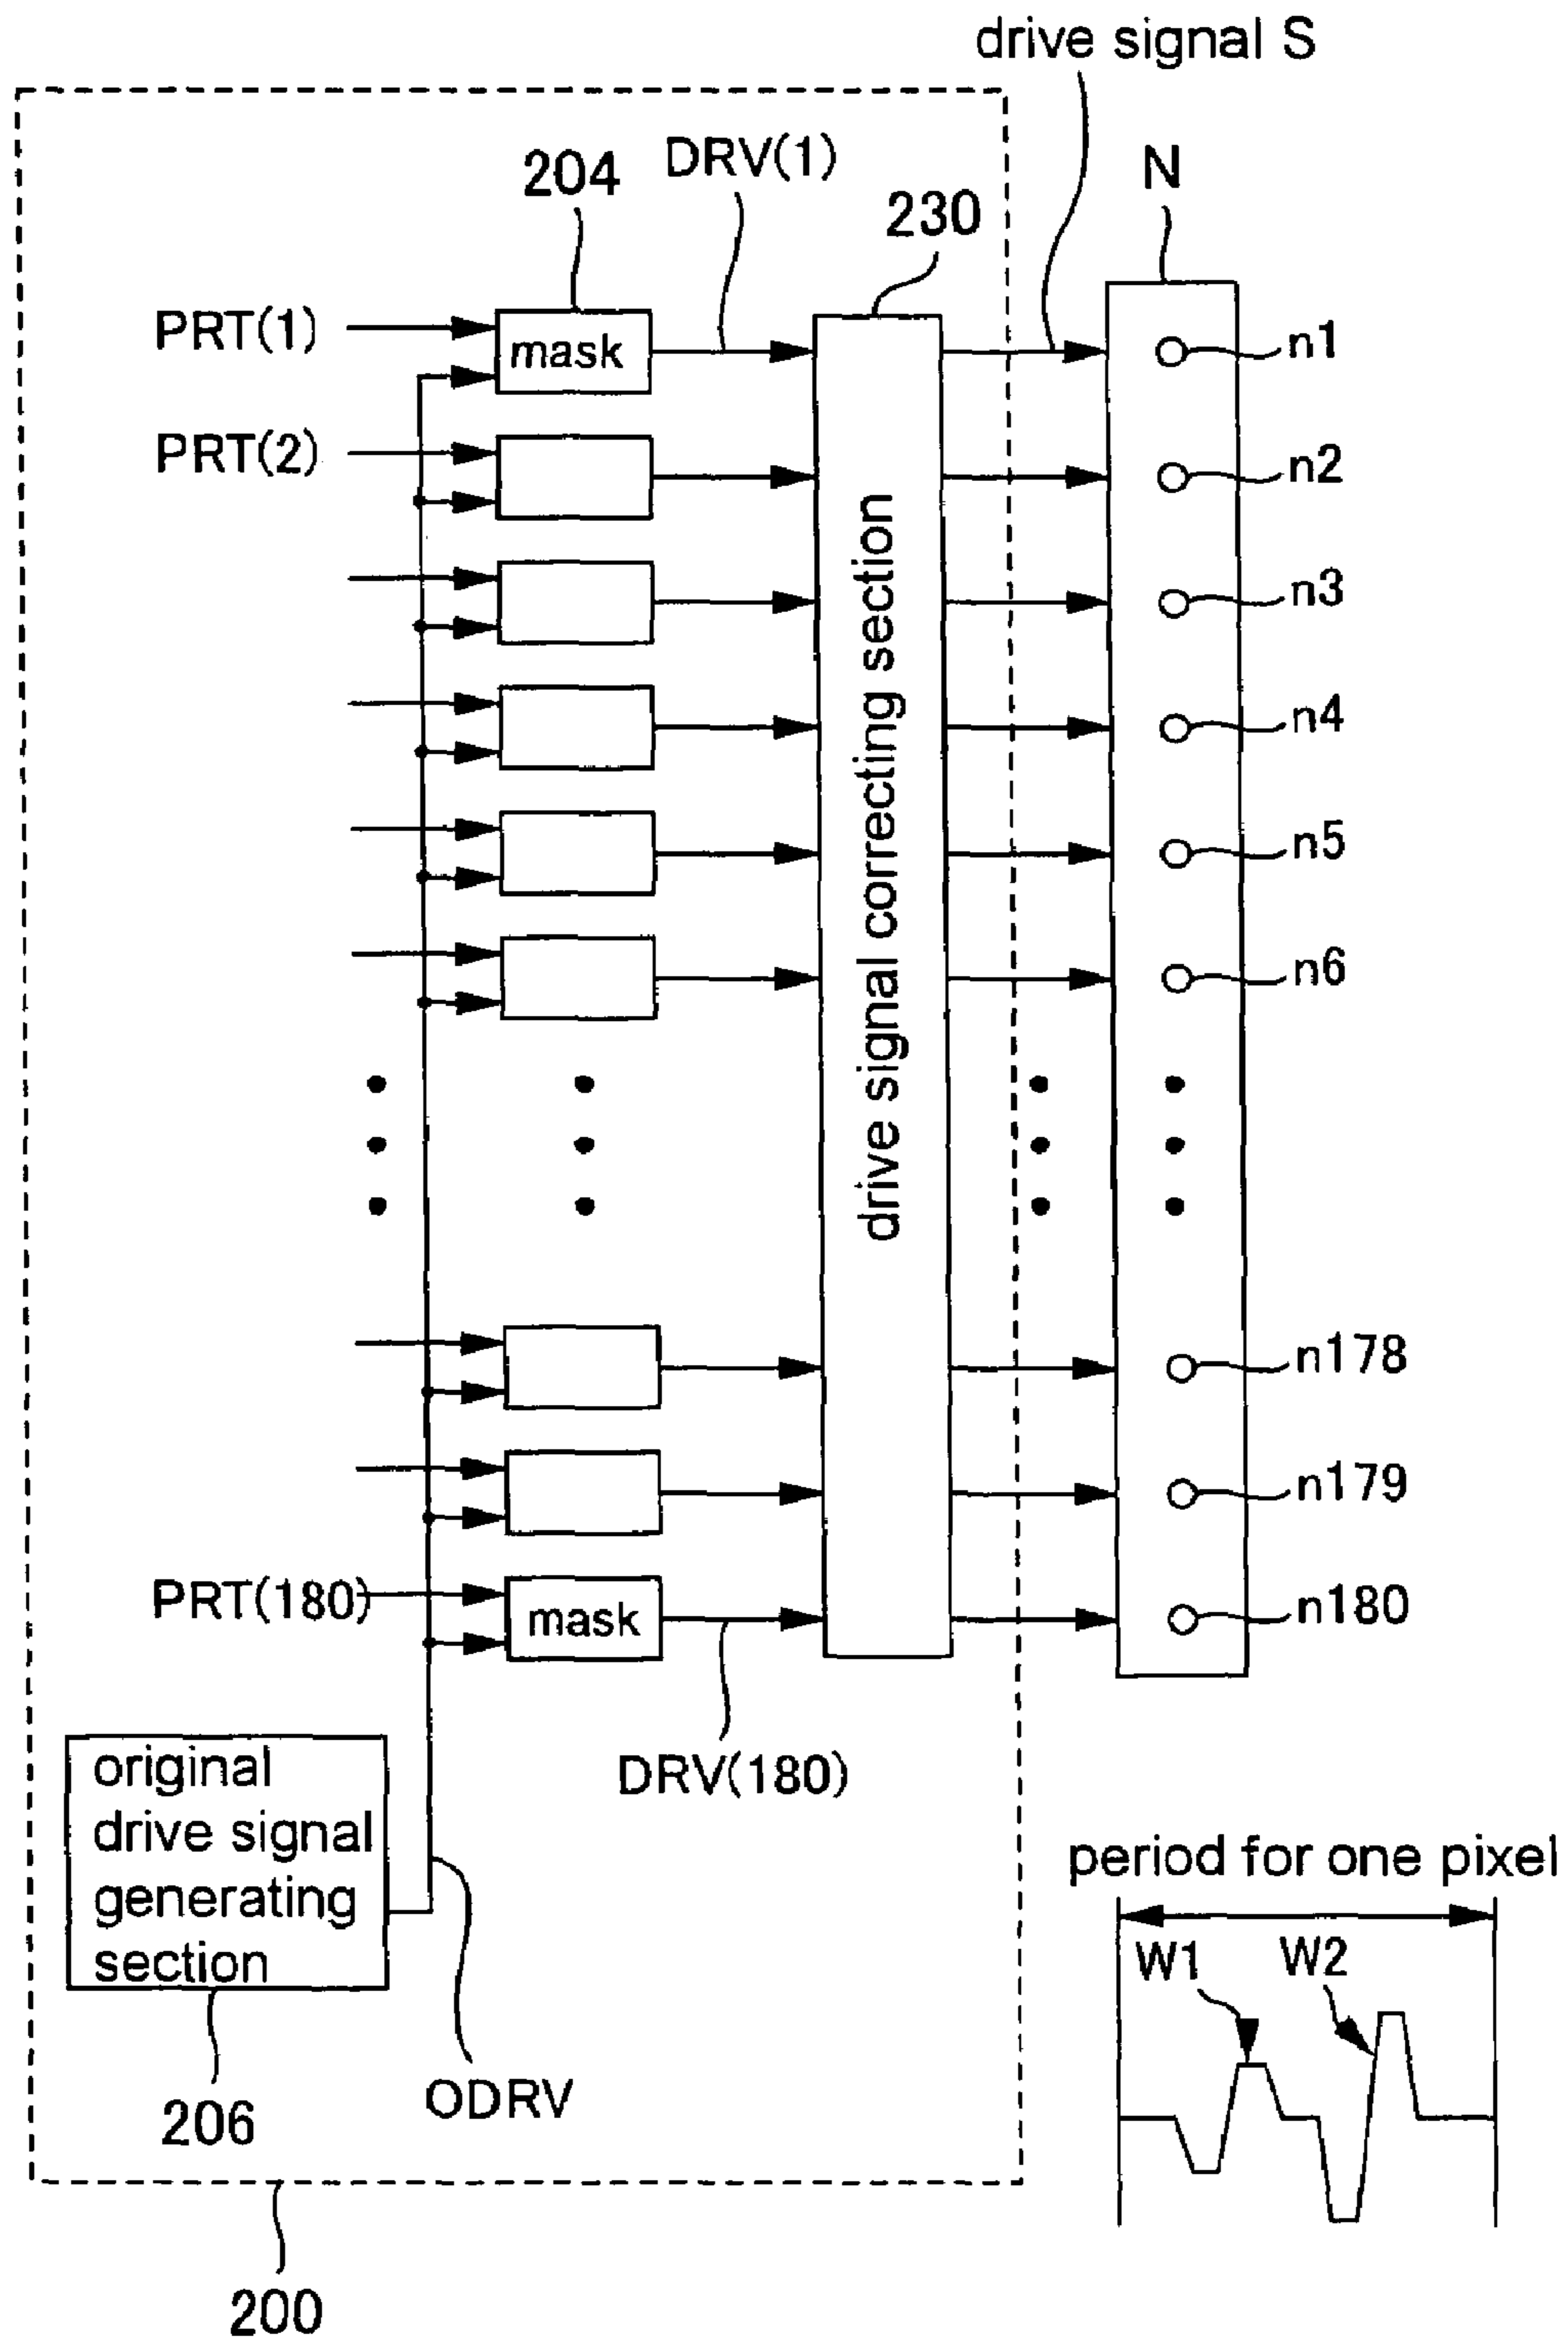 drive signal S
204
DRV(1)
230
N
PRT(1)
mask
n1
PRT(2)
n2
n3
n4
n5
n6
drive signal correcting section
n178
n179
PRT(180)
mask
n180
DRV(180)
original
drive signal
generating
section
206
ODRV
200
period for one pixel
W1
W2